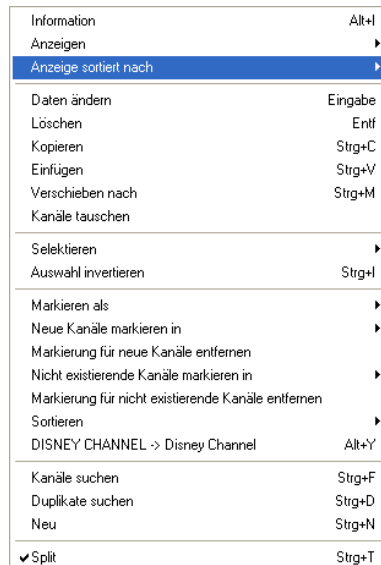 Information Alt+I
Anzeigen
Anzeige sortiert nach
Daten ändern Eingabe
Löschen Entf
Kopieren Strg+C
Einfügen Strg+V
Verschieben nach Strg+M
Kanäle tauschen
Selektieren
Auswahl invertieren Strg+I
Markieren als
Neue Kanäle markieren in
Markierung für neue Kanäle entfernen
Nicht existierende Kanäle markieren in
Markierung für nicht existierende Kanäle entfernen
Sortieren
DISNEY CHANNEL -> Disney Channel Alt+Y
Kanäle suchen Strg+F
Duplikate suchen Strg+D
Neu Strg+N
Split Strg+T